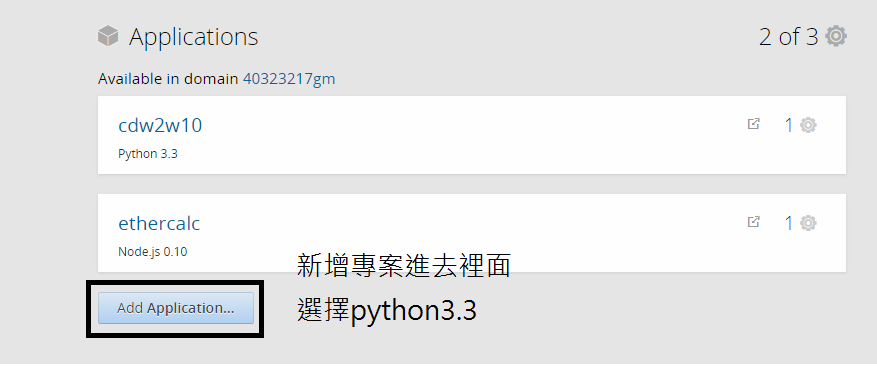 Applications
2 of 3
Available in domain 40323217gm
cdw2w10
1
Python 3.3
ethercalc
1
Node.js 0.10
新增專案進去裡面
Add Application...
選擇python3.3